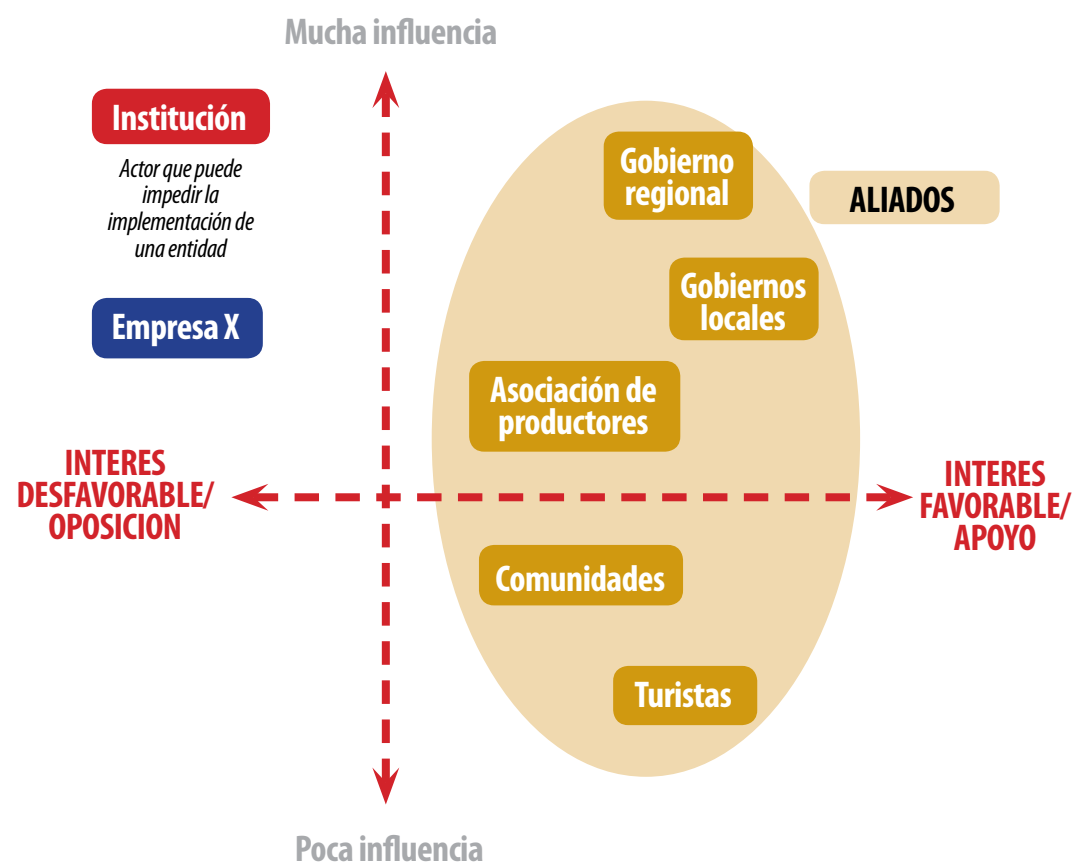 Mucha influencia
Institución
Actor que puede
impedir la
implementación de
una entidad
Empresa X
Gobierno
regional
ALIADOS
Gobiernos
locales
Asociación de
productores
INTERES
DESFAVORABLE/
OPOSICION
INTERES
FAVORABLE/
APOYO
Comunidades
Turistas
Poca influencia